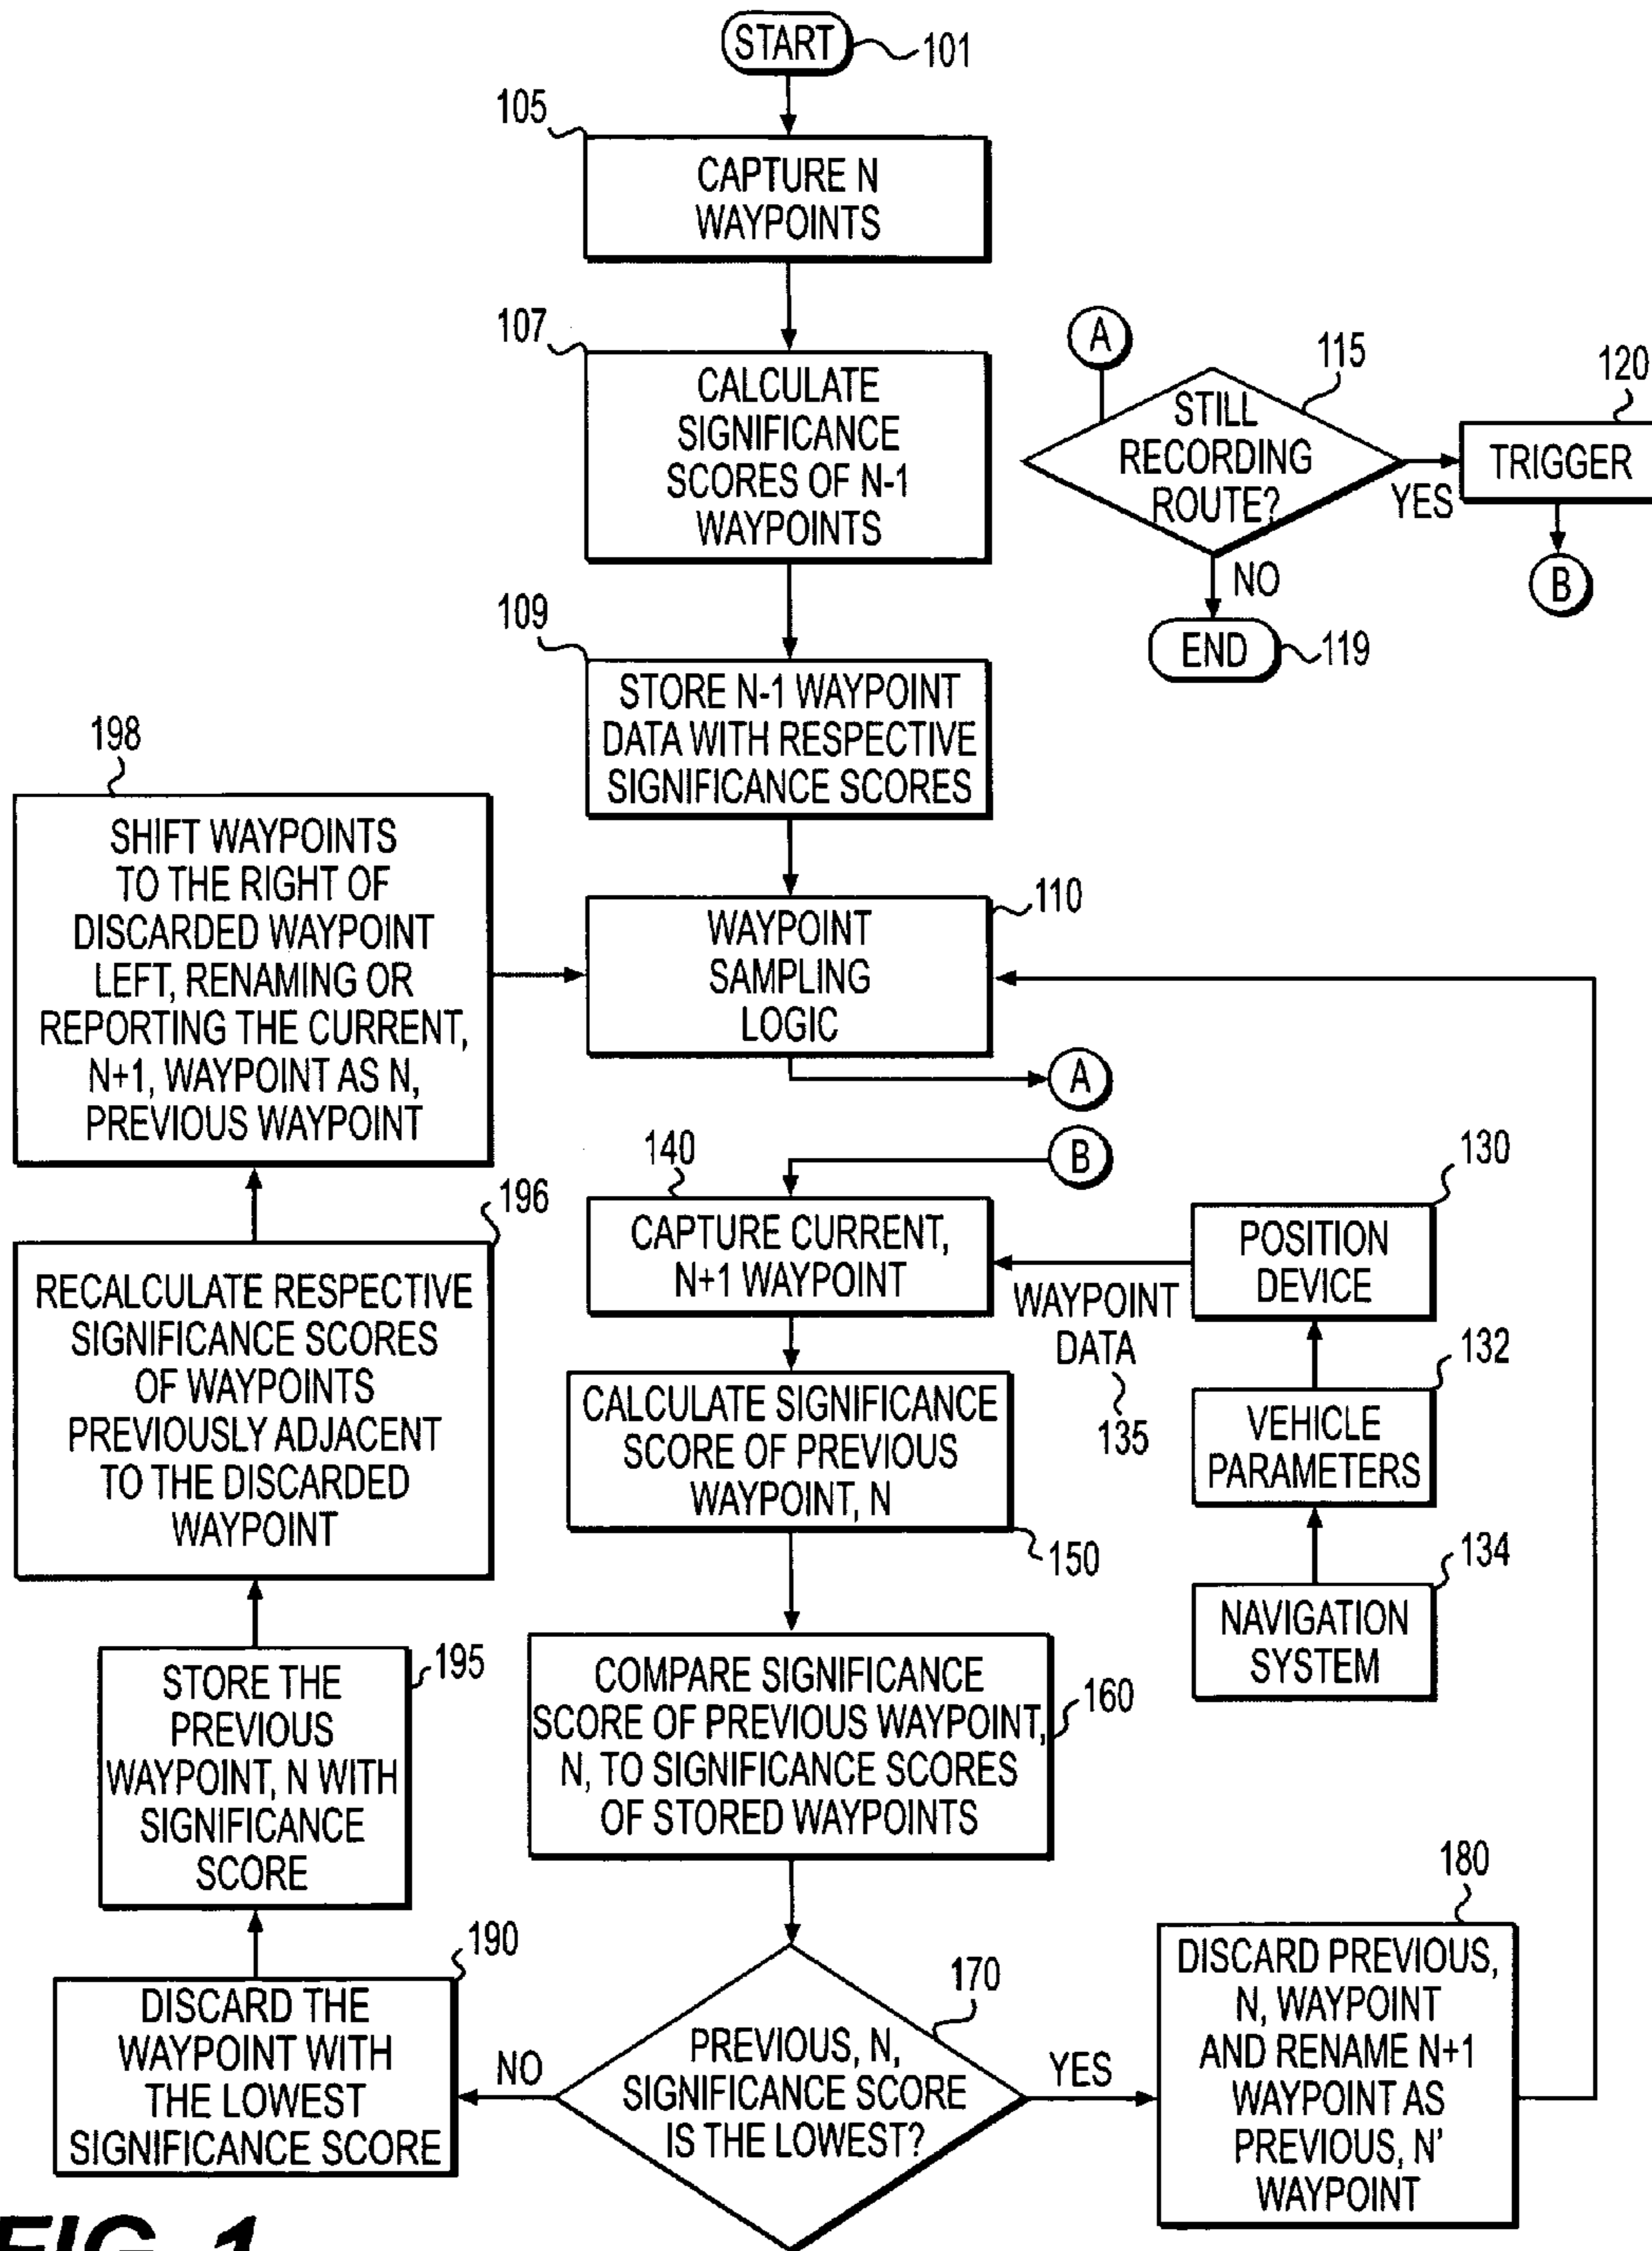 START
101
105
CAPTURE N
WAYPOINTS
107
CALCULATE
SIGNIFICANCE
SCORES OF N-1
WAYPOINTS
A
115
STILL
RECORDING
ROUTE?
YES
120
TRIGGER
B
NO
END
119
109
STORE N-1 WAYPOINT
DATA WITH RESPECTIVE
SIGNIFICANCE SCORES
198
SHIFT WAYPOINTS
TO THE RIGHT OF
DISCARDED WAYPOINT
LEFT, RENAMING OR
REPORTING THE CURRENT,
N+1, WAYPOINT AS N,
PREVIOUS WAYPOINT
110
WAYPOINT
SAMPLING
LOGIC
A
B
140
CAPTURE CURRENT,
N+1 WAYPOINT
WAYPOINT
DATA
135
130
POSITION
DEVICE
132
VEHICLE
PARAMETERS
134
NAVIGATION
SYSTEM
196
RECALCULATE RESPECTIVE
SIGNIFICANCE SCORES
OF WAYPOINTS
PREVIOUSLY ADJACENT
TO THE DISCARDED
WAYPOINT
CALCULATE SIGNIFICANCE
SCORE OF PREVIOUS
WAYPOINT, N
150
195
STORE THE
PREVIOUS
WAYPOINT, N WITH
SIGNIFICANCE
SCORE
COMPARE SIGNIFICANCE
SCORE OF PREVIOUS WAYPOINT,
N, TO SIGNIFICANCE SCORES
OF STORED WAYPOINTS
160
190
DISCARD THE
WAYPOINT WITH
THE LOWEST
SIGNIFICANCE SCORE
NO
170
PREVIOUS, N,
SIGNIFICANCE SCORE
IS THE LOWEST?
YES
180
DISCARD PREVIOUS,
N, WAYPOINT
AND RENAME N+1
WAYPOINT AS
PREVIOUS, N'
WAYPOINT
FIG. 1